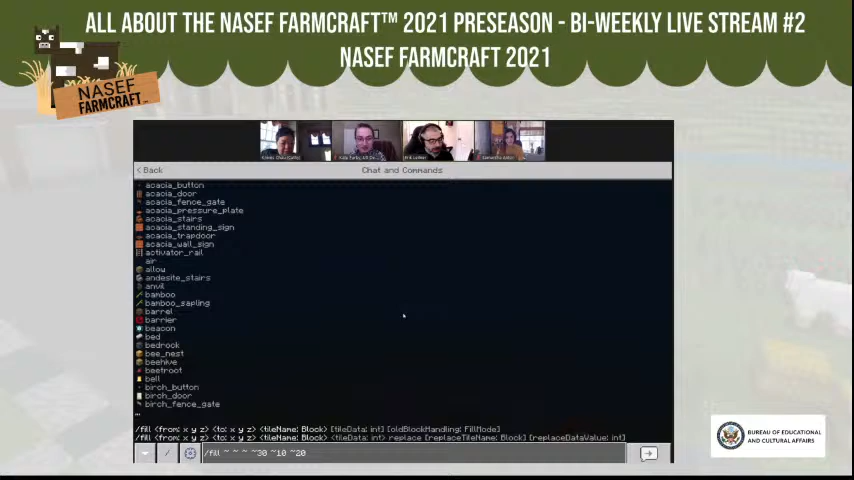 ALL ABOUT THE NASEF FARMCRAFT™ 2021 PRESEASON - BI-WEEKLY LIVE STREAM #2
NASEF FARMCRAFT 2021
NASEF
FARMCRAFT
< Back
Chat and Commands
acacia_button
acacia_door
acacia_fence_gate
acacia_pressure_plate
acacia_stairs
acacia_standing_sign
acacia_trapdoor
acacia_wall_sign
activator_rail
air
allow
andesite_stairs
anvil
bamboo
bamboo_sapling
barrel
barrier
beacon
bed
bedrock
bee_nest
beehive
beetroot
bell
birch_button
birch_door
birch_fence_gate
...
/fill <from: x y z> <to: x y z> <tileName: Block> [tileData: int] [oldBlockHandling: FillMode]
/fill <from: x y z> <to: x y z> <tileName: Block> <tileData: int> replace [replaceTileName: Block] [replaceDataValue: int]
/fill ~ ~ ~ ~30 ~10 ~20
BUREAU OF EDUCATIONAL
AND CULTURAL AFFAIRS